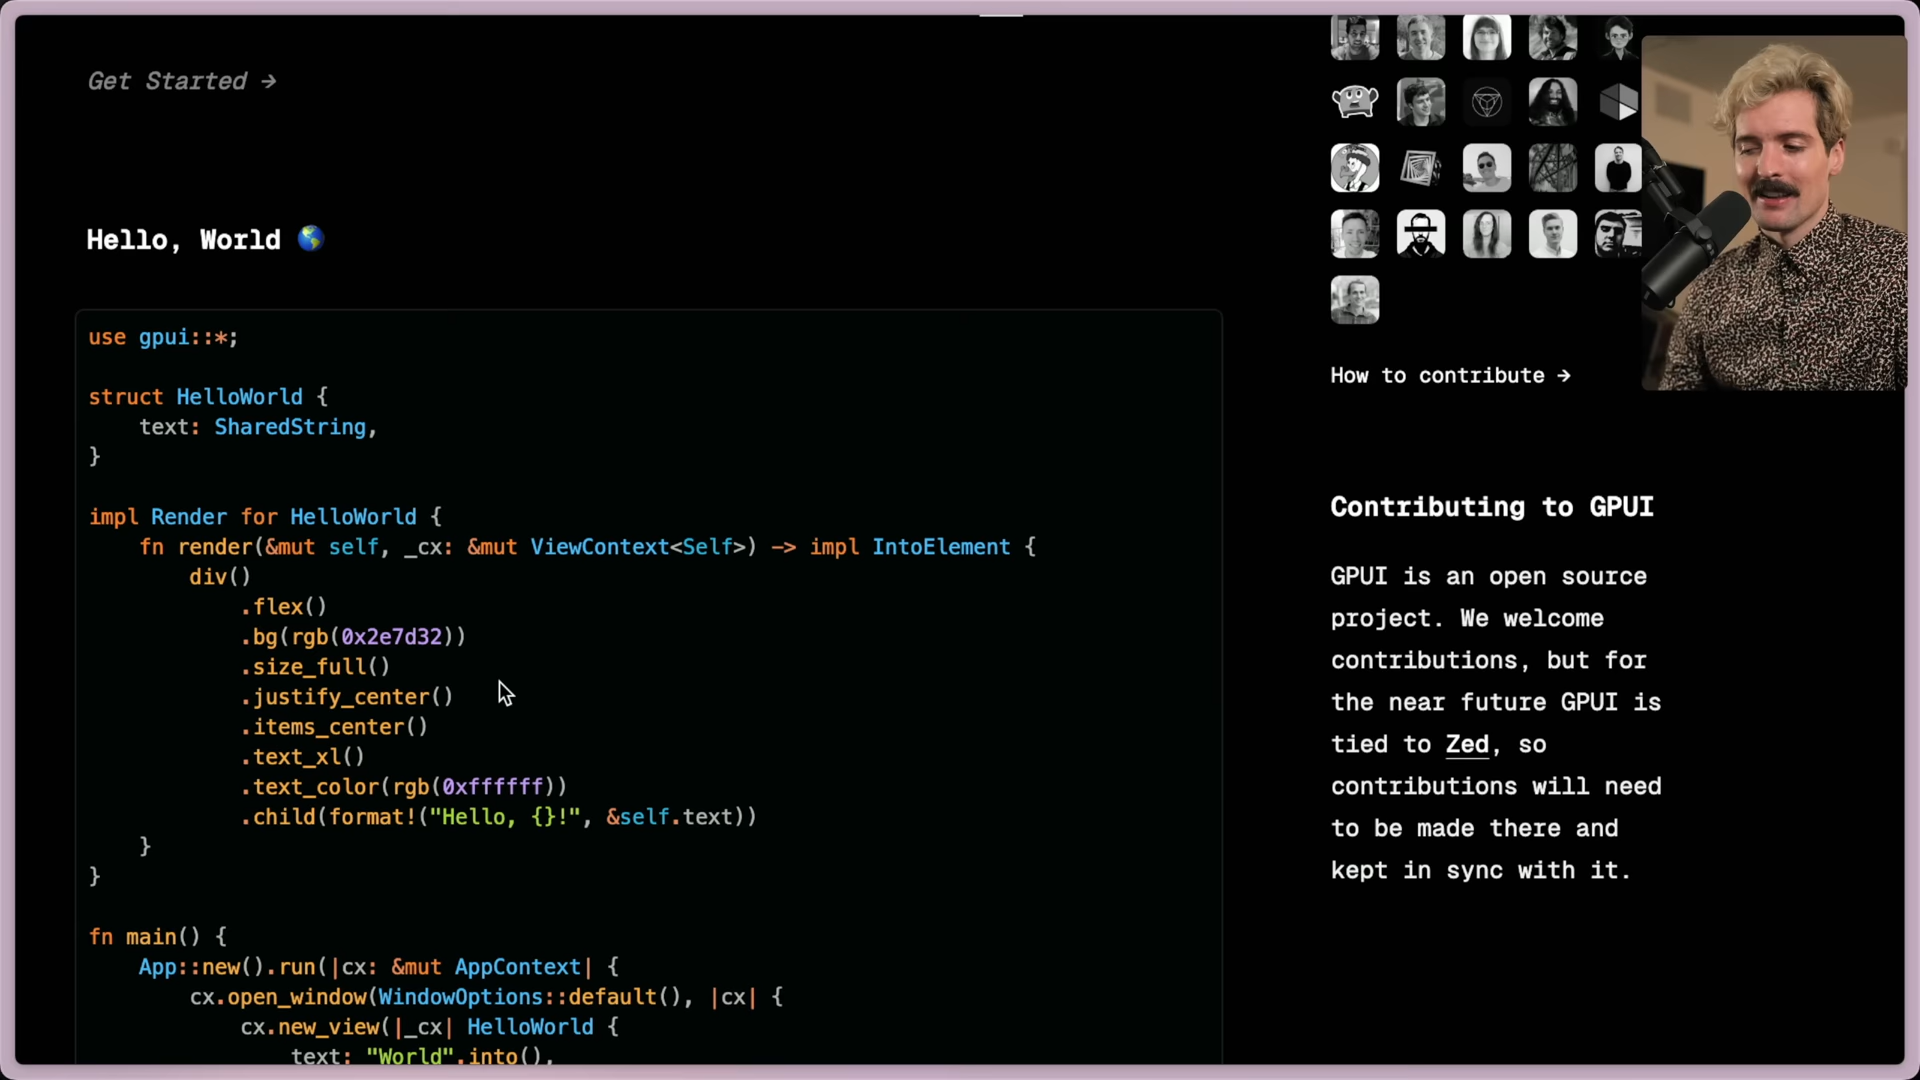 Get Started →
Hello, World 🌎
use gpui::*;
struct HelloWorld {
    text: SharedString,
}
impl Render for HelloWorld {
    fn render(&mut self, _cx: &mut ViewContext<Self>) -> impl IntoElement {
        div()
            .flex()
            .bg(rgb(0x2e7d32))
            .size_full()
            .justify_center()
            .items_center()
            .text_xl()
            .text_color(rgb(0xffffff))
            .child(format!("Hello, {}!", &self.text))
    }
}
fn main() {
    App::new().run(|cx: &mut AppContext| {
        cx.open_window(WindowOptions::default(), |cx| {
            cx.new_view(|_cx| HelloWorld {
                text: "World".into(),
How to contribute →
Contributing to GPUI
GPUI is an open source
project. We welcome
contributions, but for
the near future GPUI is
tied to Zed, so
contributions will need
to be made there and
kept in sync with it.